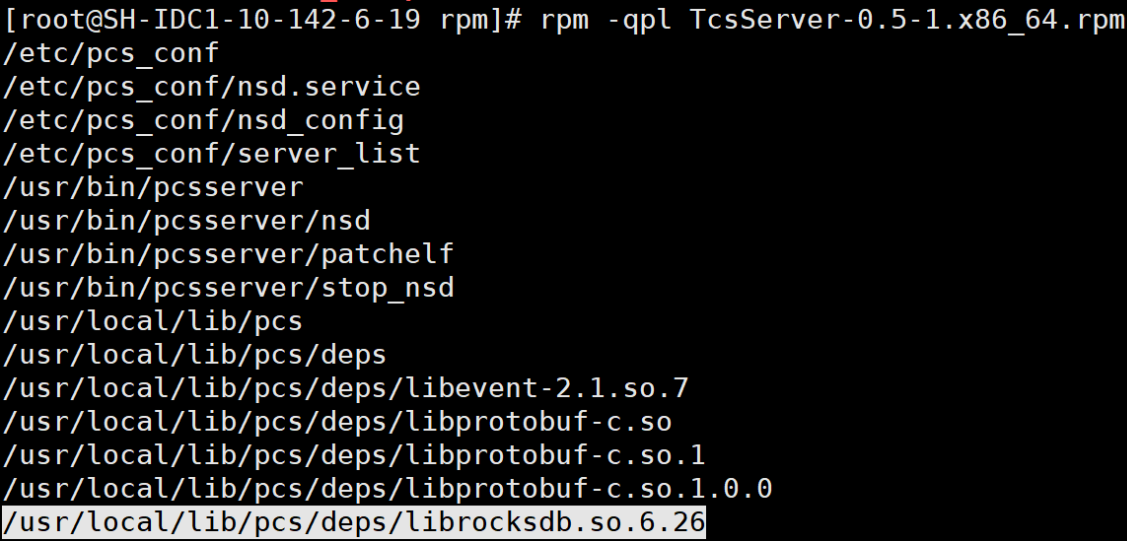 [root@SH-IDC1-10-142-6-19 rpm]# rpm -qpl TcsServer-0.5-1.x86_64.rpm
/etc/pcs_conf
/etc/pcs_conf/nsd.service
/etc/pcs_conf/nsd_config
/etc/pcs_conf/server_list
/usr/bin/pcsserver
/usr/bin/pcsserver/nsd
/usr/bin/pcsserver/patchelf
/usr/bin/pcsserver/stop_nsd
/usr/local/lib/pcs
/usr/local/lib/pcs/deps
/usr/local/lib/pcs/deps/libevent-2.1.so.7
/usr/local/lib/pcs/deps/libprotobuf-c.so
/usr/local/lib/pcs/deps/libprotobuf-c.so.1
/usr/local/lib/pcs/deps/libprotobuf-c.so.1.0.0
/usr/local/lib/pcs/deps/librocksdb.so.6.26